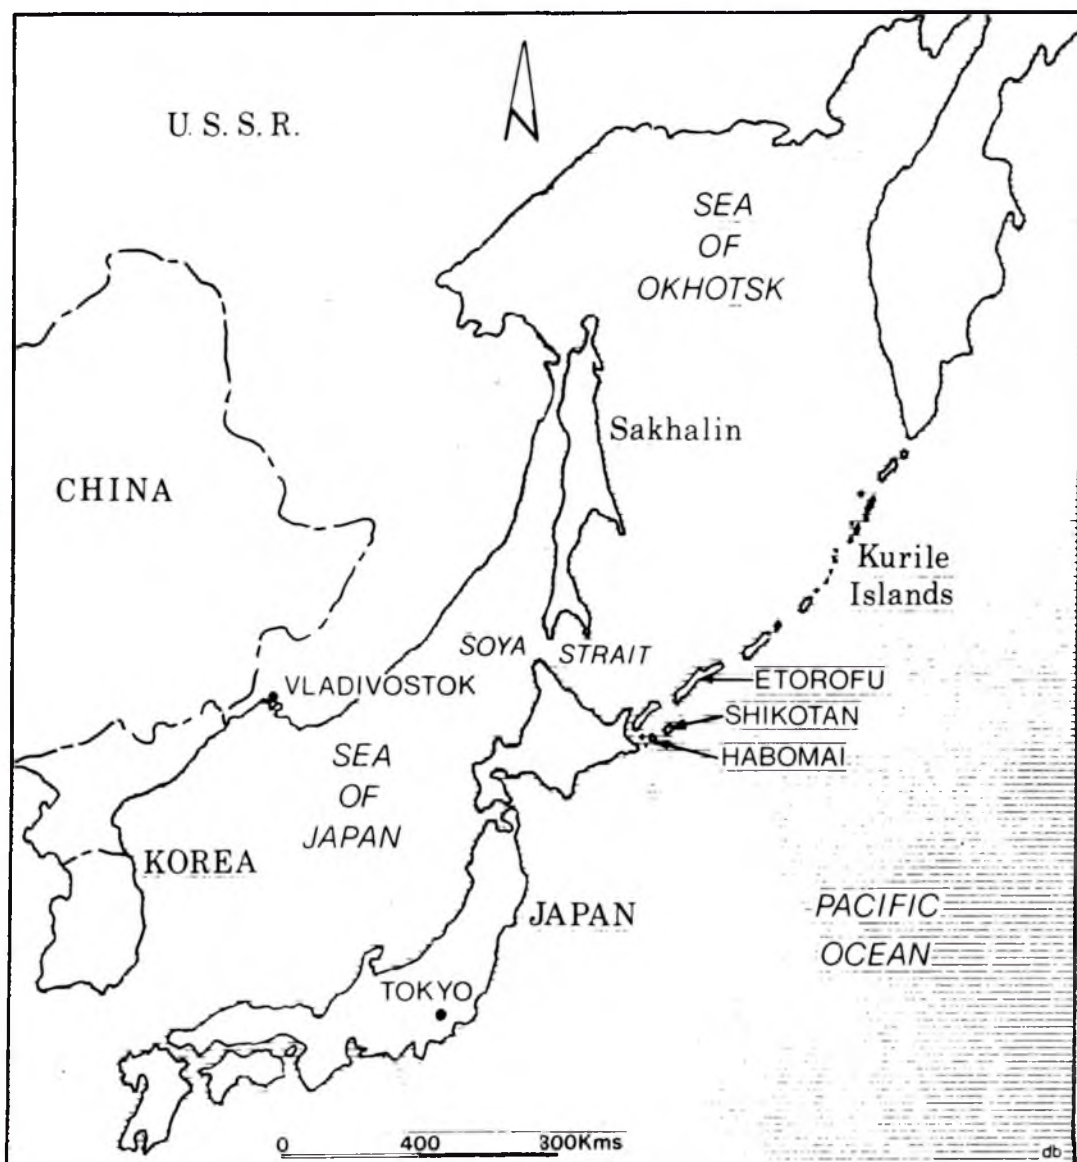 U.S.S.R.
SEA
OF
OKHOTSK
Sakhalin
CHINA
Kurile
Islands
SOYA STRAIT
ETOROFU
VLADIVOSTOK
SHIKOTAN
HABOMAI
SEA
OF
JAPAN
KOREA
JAPAN
PACIFIC
OCEAN
TOKYO
0 400 300Kms
db